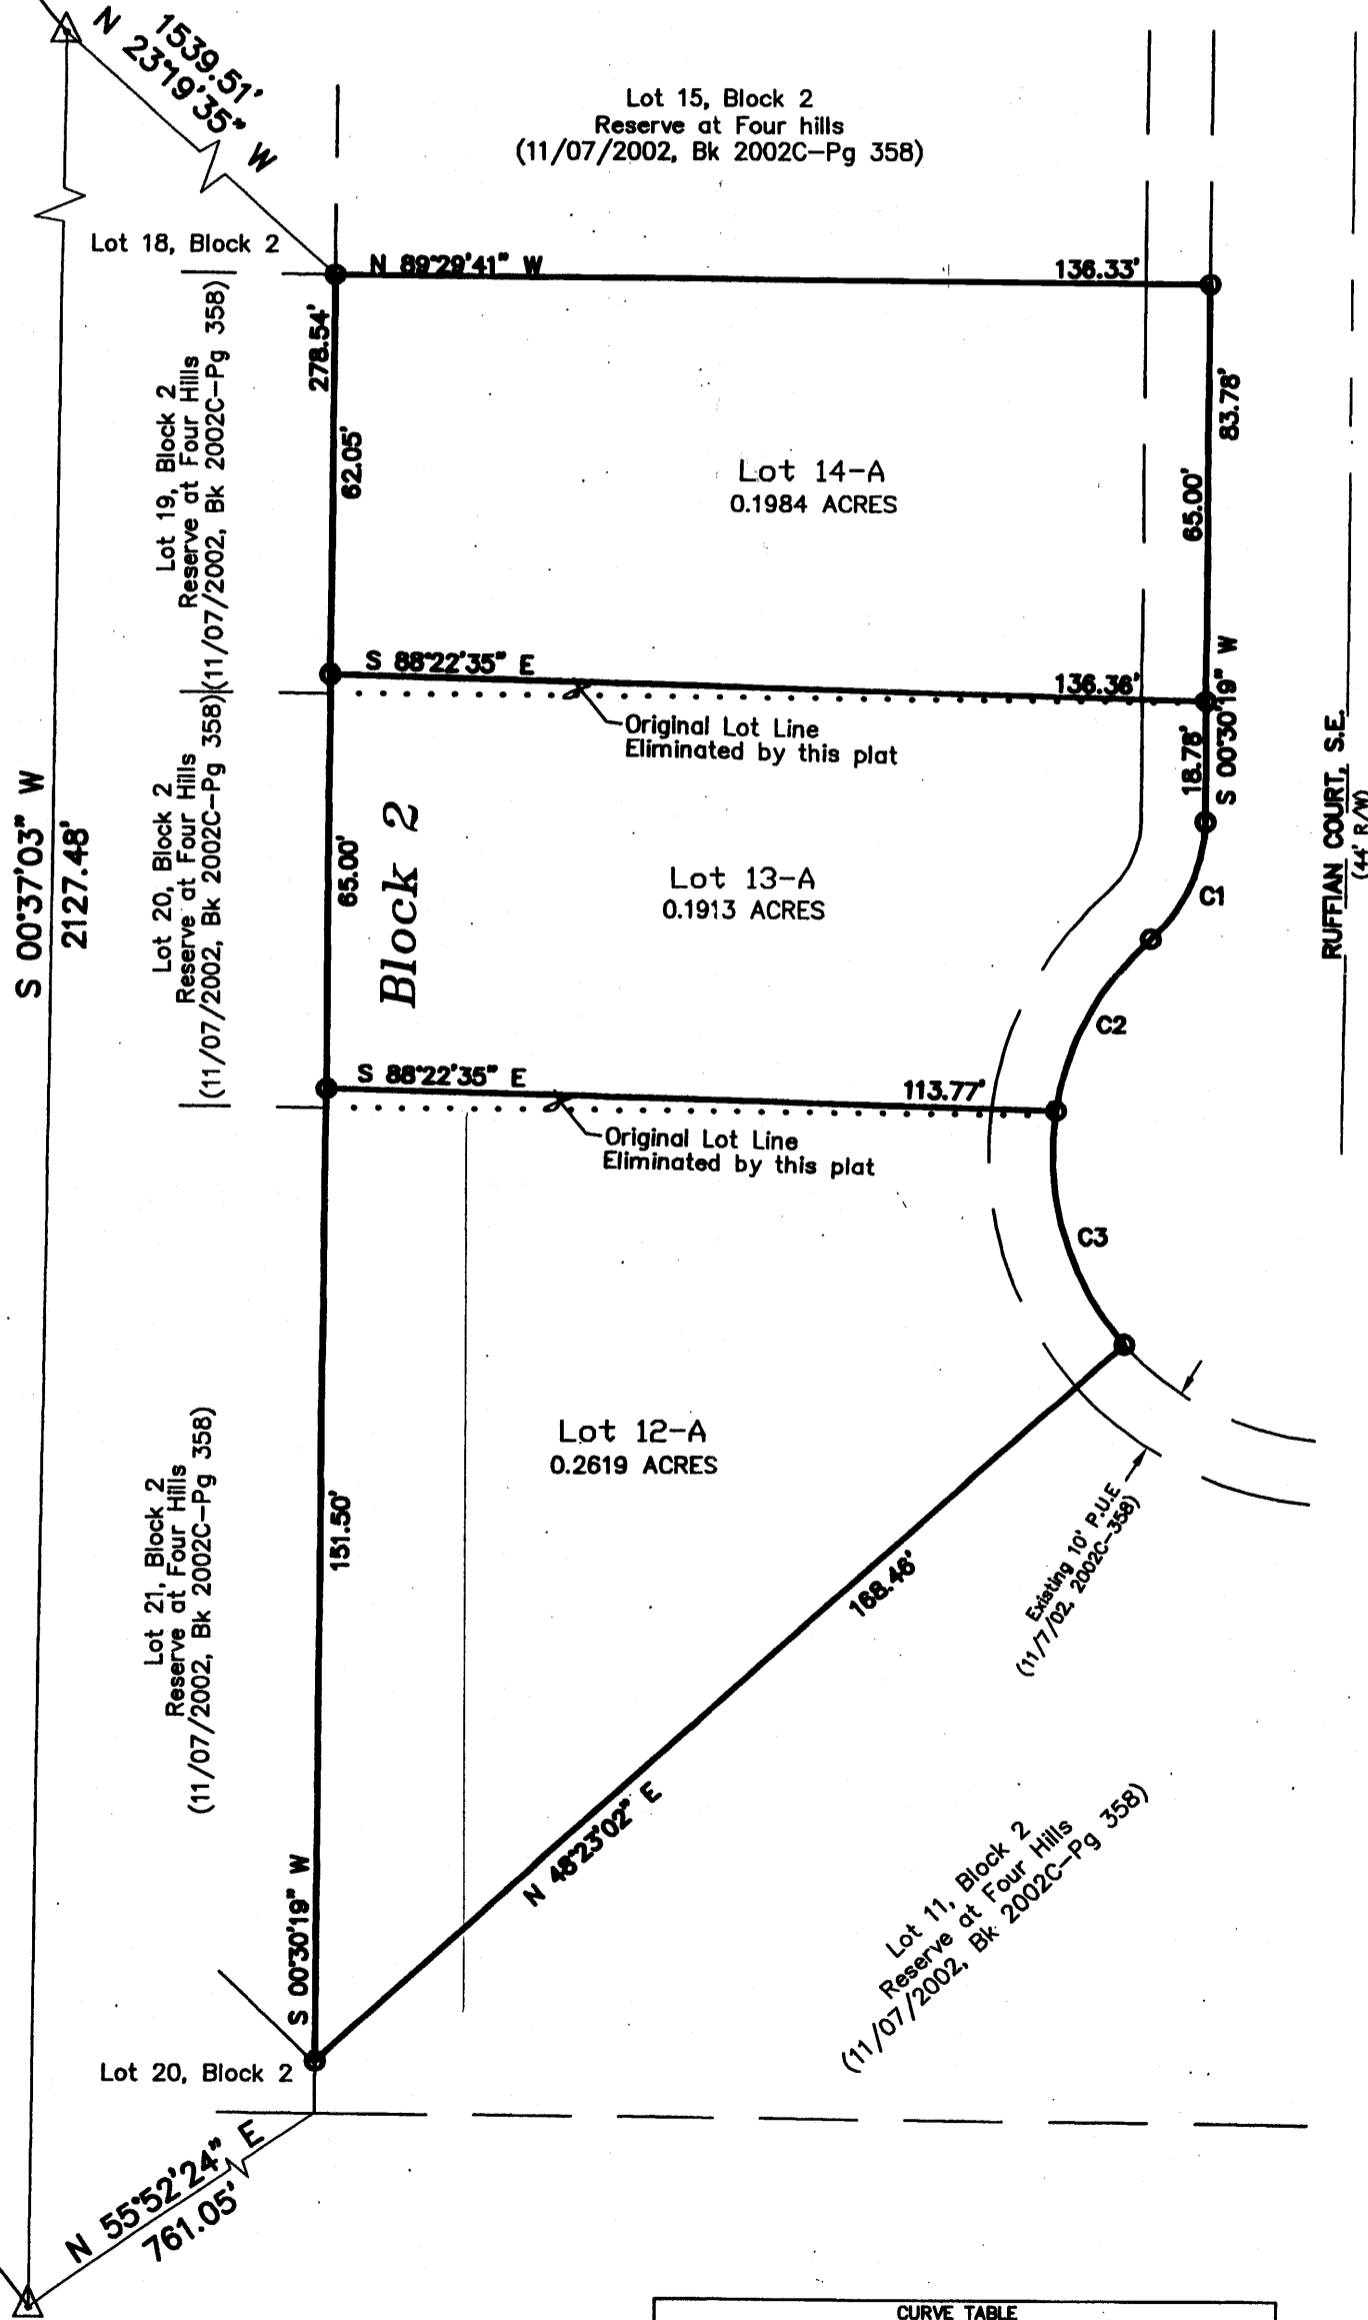 1539.51'
N 23°19'35" W
Lot 15, Block 2
Reserve at Four hills
(11/07/2002, Bk 2002C-Pg 358)
Lot 18, Block 2
N 89°29'41" W
136.33'
278.54'
62.05'
83.78'
65.00'
Lot 19, Block 2
Reserve at Four Hills
(11/07/2002, Bk 2002C-Pg 358)
Lot 14-A
0.1984 ACRES
S 88°22'35" E
136.36'
Original Lot Line
Eliminated by this plat
18.78'
S 00°30'19" W
RUFFIAN COURT, S.E.
(44' R/W)
S 00°37'03" W
2127.48'
Lot 20, Block 2
Reserve at Four Hills
(11/07/2002, Bk 2002C-Pg 358)
65.00'
Block 2
Lot 13-A
0.1913 ACRES
C1
C2
S 88°22'35" E
113.77'
Original Lot Line
Eliminated by this plat
C3
Lot 12-A
0.2619 ACRES
Lot 21, Block 2
Reserve at Four Hills
(11/07/2002, Bk 2002C-Pg 358)
151.50'
168.46'
N 48°23'02" E
Existing 10' P.U.E.
(11/7/02, 2002C-358)
Lot 11, Block 2
Reserve at Four Hills
(11/07/2002, Bk 2002C-Pg 358)
S 00°30'19" W
Lot 20, Block 2
N 55°52'24" E
761.05'
CURVE TABLE